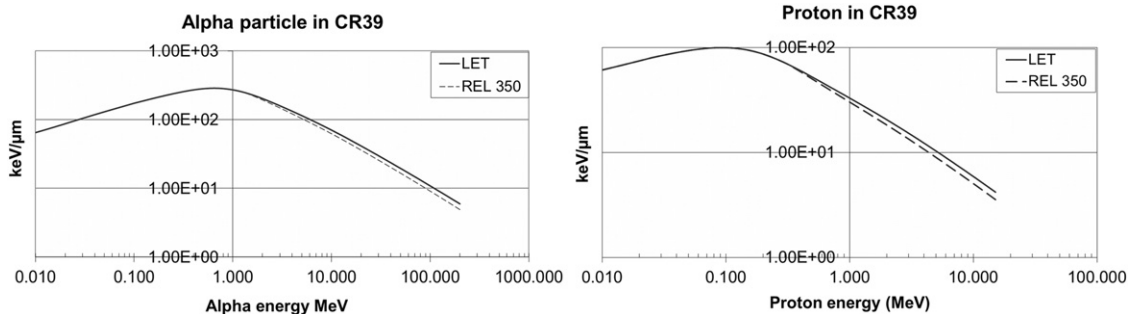 Alpha particle in CR39
1.00E+03
1.00E+02
1.00E+01
1.00E+00
keV/µm
LET
REL 350
0.010 0.100 1.000 10.000 100.000 1000.000
Alpha energy MeV
Proton in CR39
1.00E+02
1.00E+01
1.00E+00
keV/µm
LET
REL 350
0.010 0.100 1.000 10.000 100.000
Proton energy (MeV)